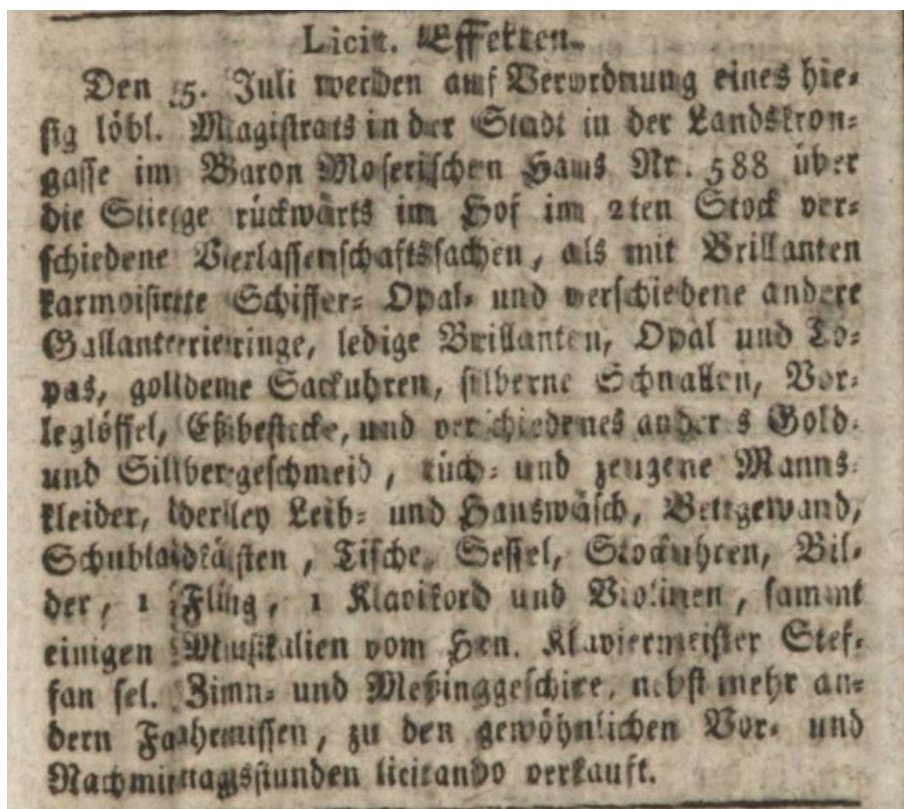 Licit. Effekten.
Den 5. Juli werden auf Verordnung eines hie-
sig löbl. Magistrats in der Stadt in der Landskron-
gasse im Baron Moserischen Haus Nr. 588 über
die Stiege rückwärts im Hof im 2ten Stock ver-
schiedene Verlassenschaftssachen, als mit Brillanten
karmoisirte Schiffer- Opal- und verschiedene andere
Gallanterieringe, ledige Brillanten, Opal und To-
pas, goldene Sackuhren, silberne Schnallen, Vor-
leglöffel, Eßbestecke, und verschiedenes anders Gold-
und Silbergeschmeid, tüch- und zeugene Manns-
kleider, Leib- und Hauswäsch, Bettgewand,
Schubladkästen, Tische, Sessel, Stockuhren, Bil-
der, 1 Flüg, 1 Klavikord und Violinen, sammt
einigen Musikalien vom Hrn. Klaviermeister Stef-
fan sel. Zinn- und Meßinggeschirr, nebst mehr an-
dern Fahrnissen, zu den gewöhnlichen Vor- und
Nachmittagsstunden licitando verkauft.